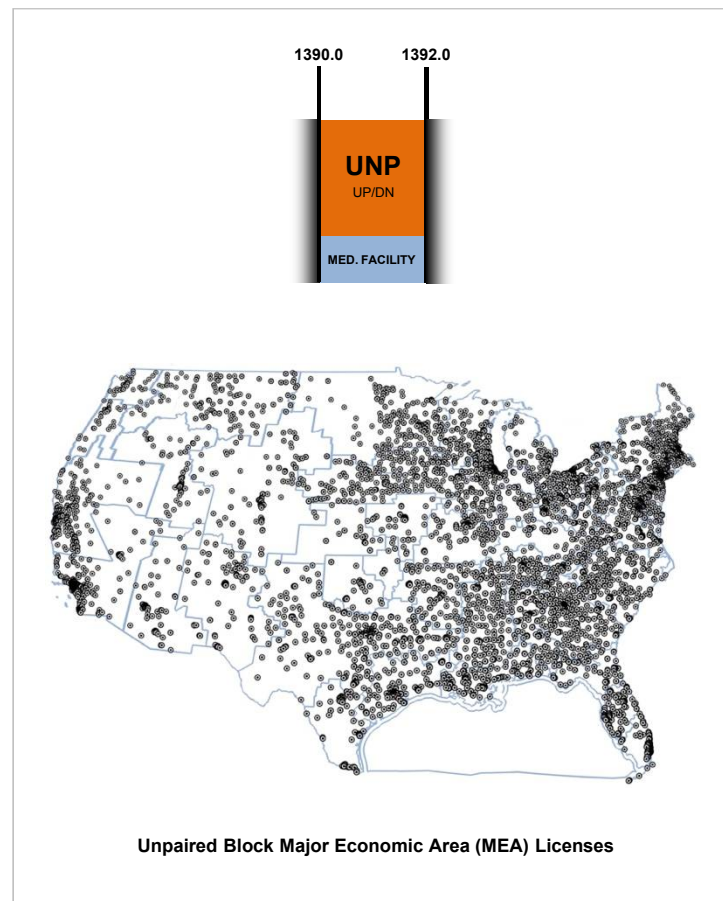 1390.0 1392.0
UNP
UP/DN
MED. FACILITY
Unpaired Block Major Economic Area (MEA) Licenses